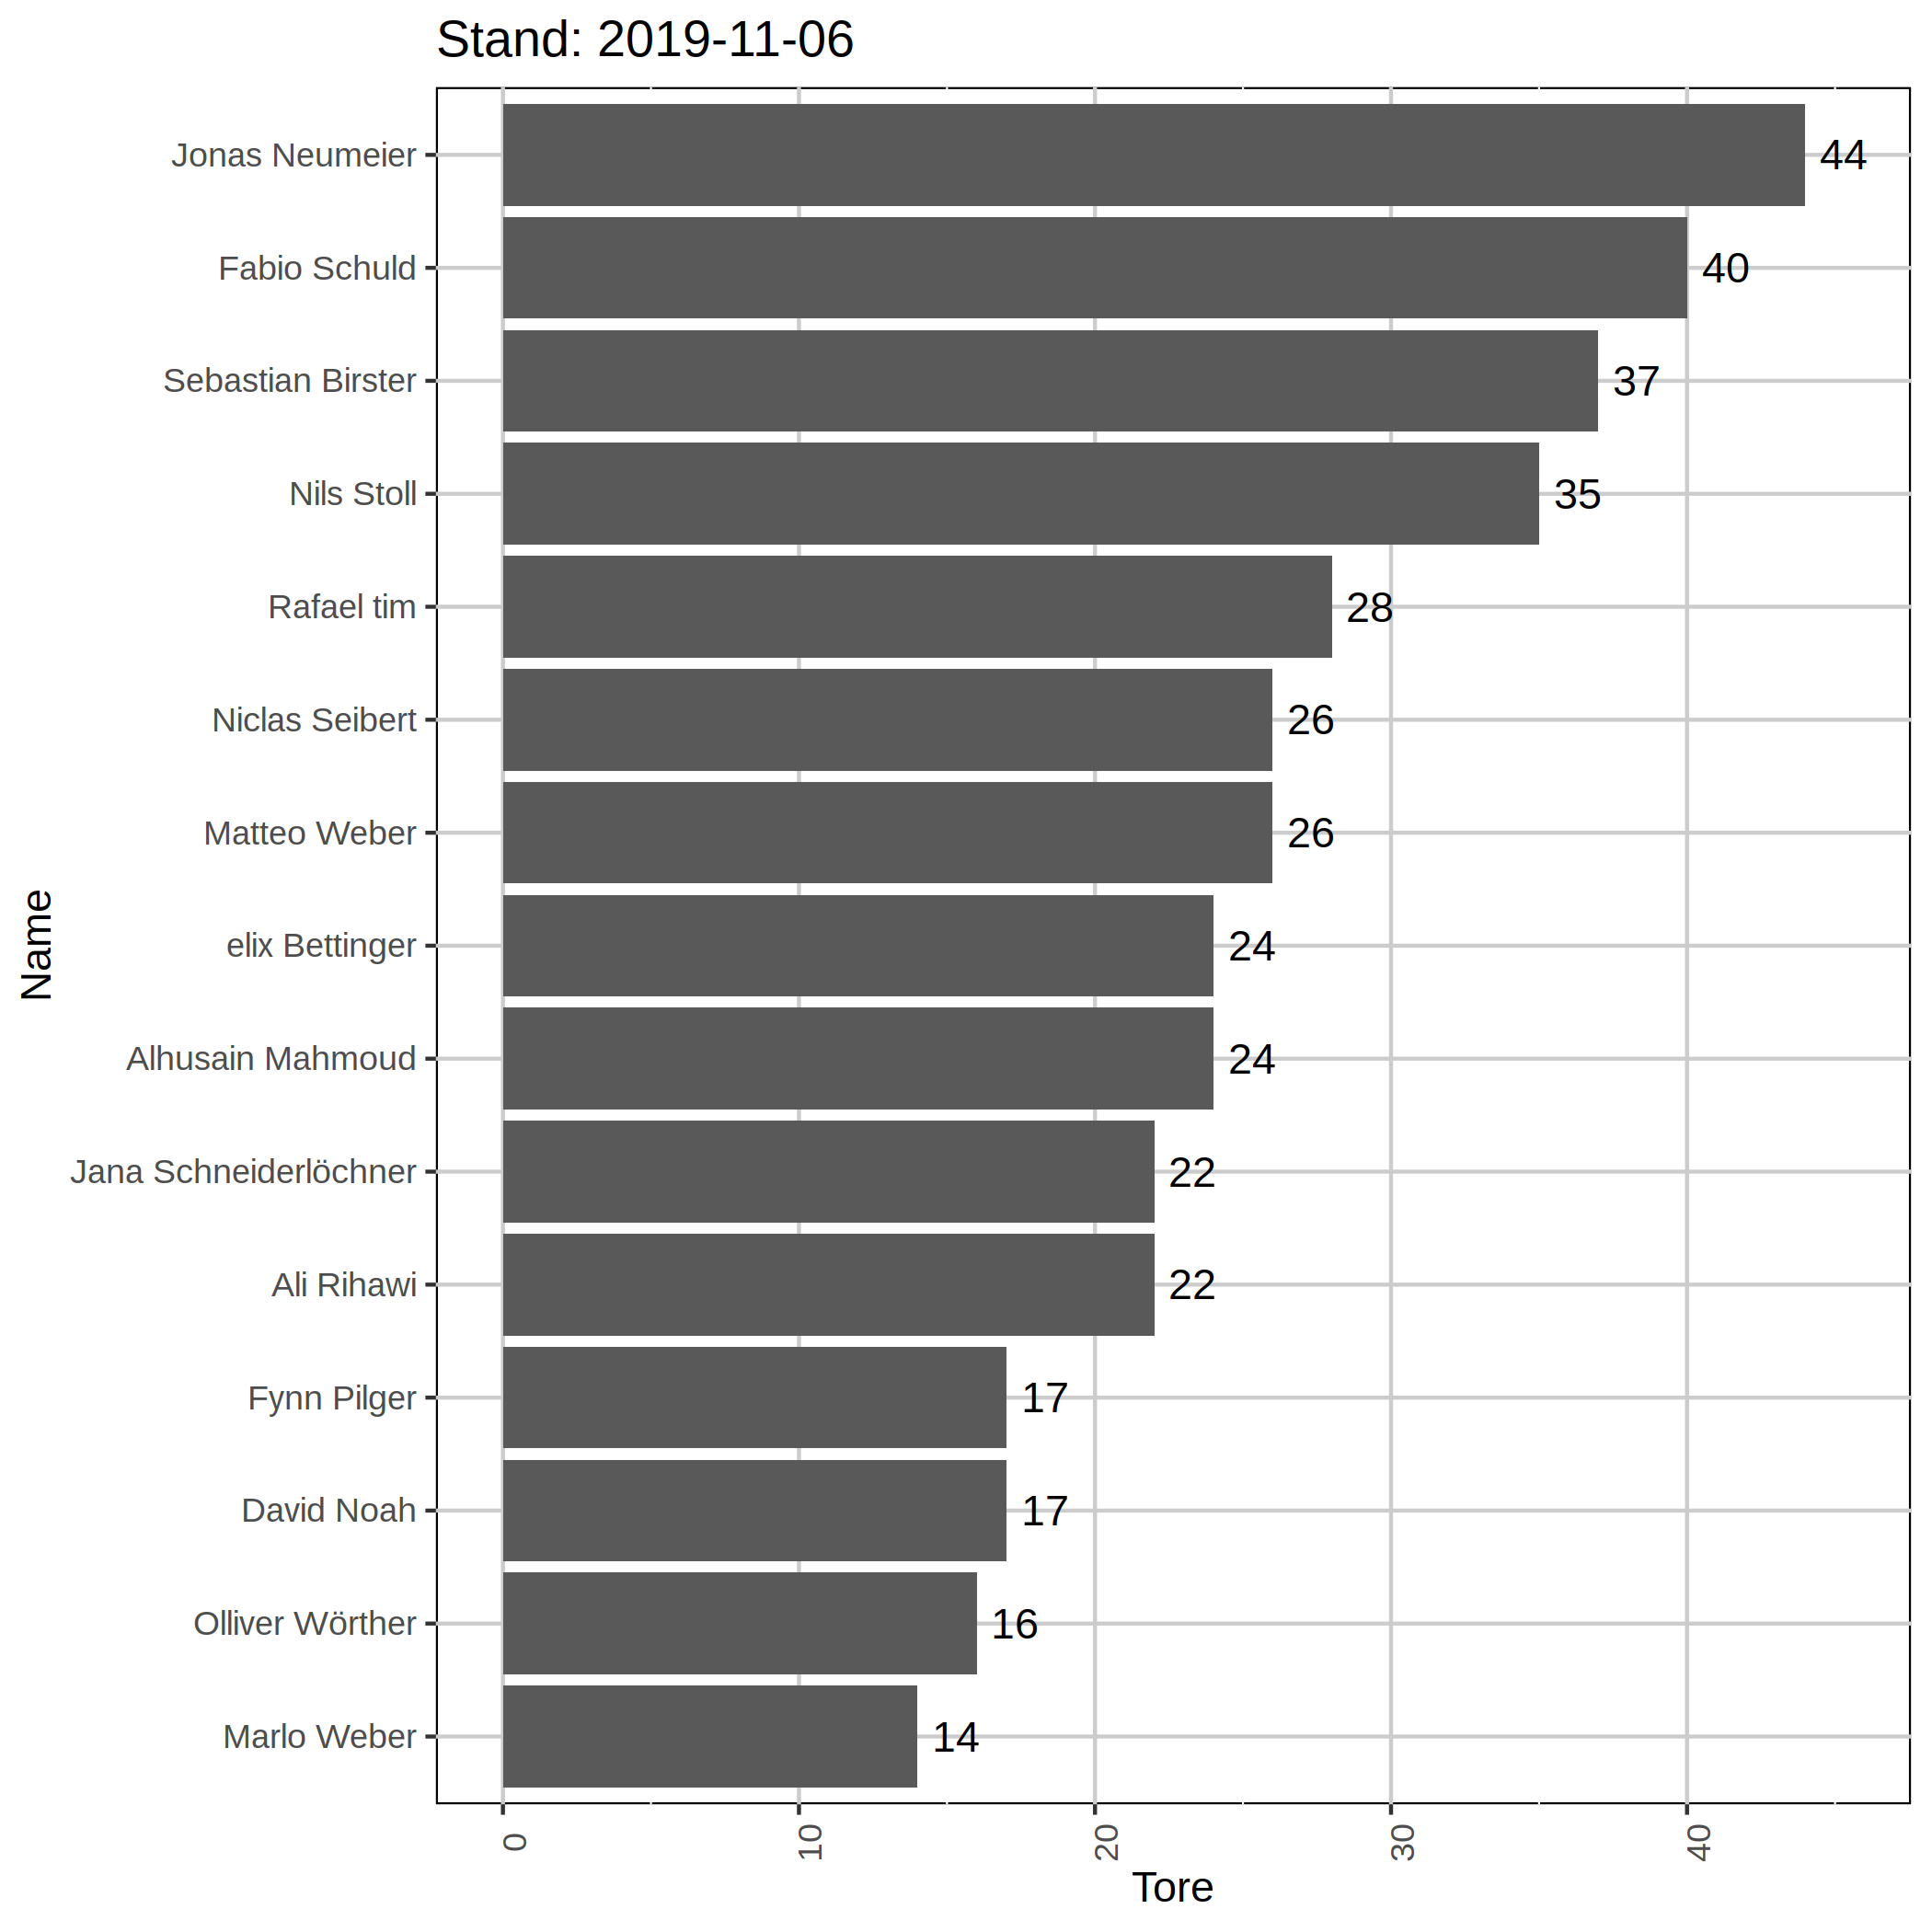 Stand: 2019-11-06
Jonas Neumeier 44
Fabio Schuld 40
Sebastian Birster 37
Nils Stoll 35
Rafael tim 28
Niclas Seibert 26
Matteo Weber 26
elix Bettinger 24
Alhusain Mahmoud 24
Jana Schneiderlöchner 22
Ali Rihawi 22
Fynn Pilger 17
David Noah 17
Olliver Wörther 16
Marlo Weber 14
Name
0 10 20 30 40
Tore